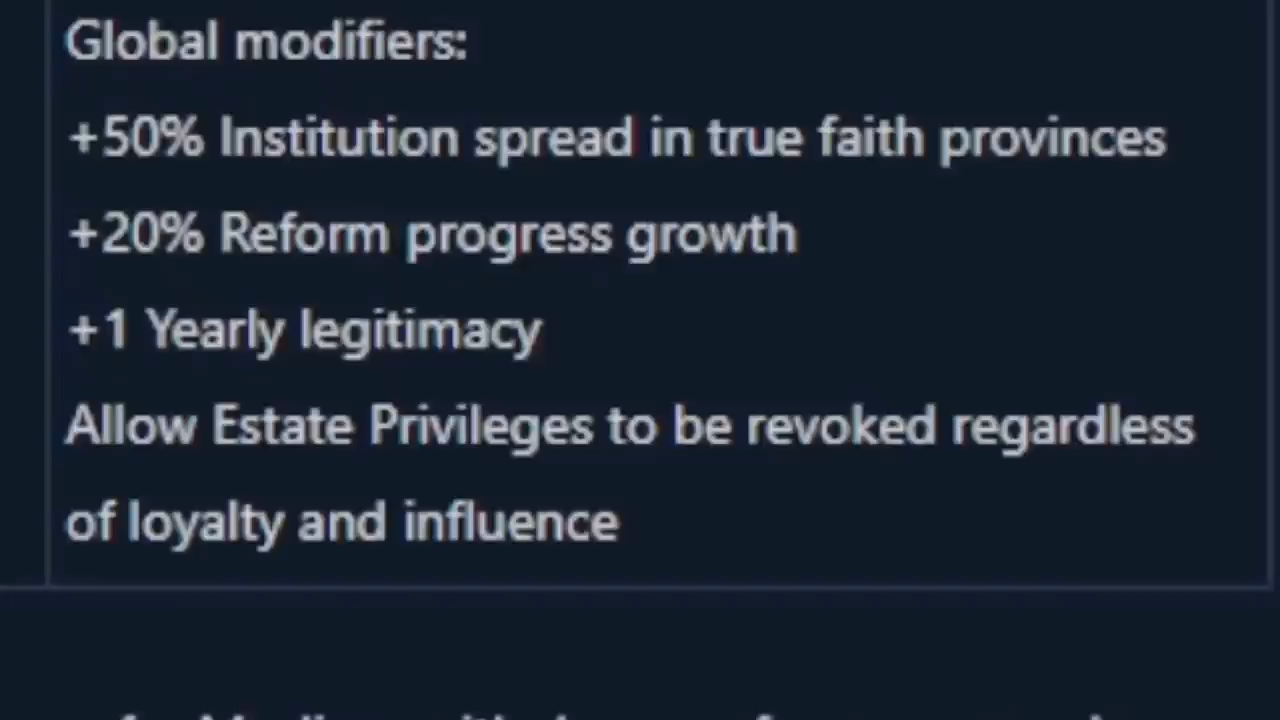 Global modifiers:
+50% Institution spread in true faith provinces
+20% Reform progress growth
+1 Yearly legitimacy
Allow Estate Privileges to be revoked regardless
of loyalty and influence